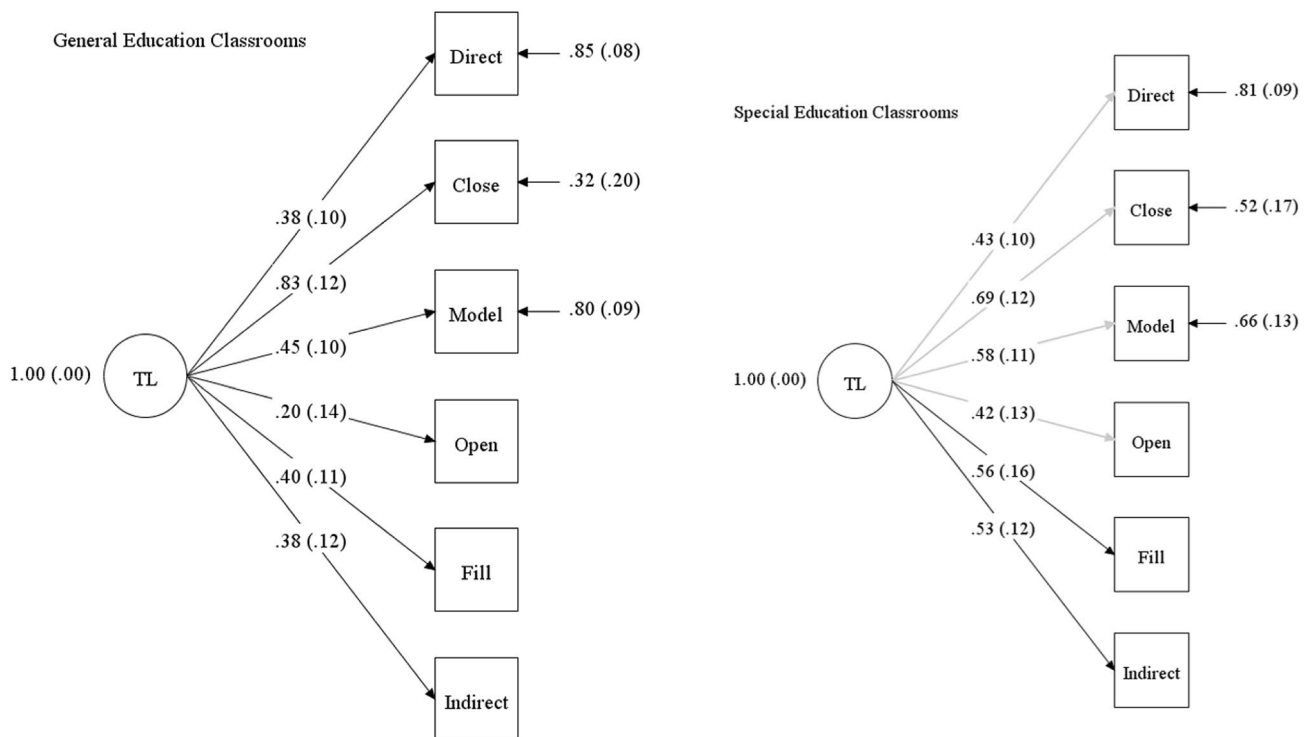 General Education Classrooms
Direct
.85 (.08)
Close
.32 (.20)
Model
.80 (.09)
Open
Fill
Indirect
.38 (.10)
.83 (.12)
.45 (.10)
.20 (.14)
.40 (.11)
.38 (.12)
1.00 (.00)
TL
Special Education Classrooms
Direct
.81 (.09)
Close
.52 (.17)
Model
.66 (.13)
Open
Fill
Indirect
.43 (.10)
.69 (.12)
.58 (.11)
.42 (.13)
.56 (.16)
.53 (.12)
1.00 (.00)
TL